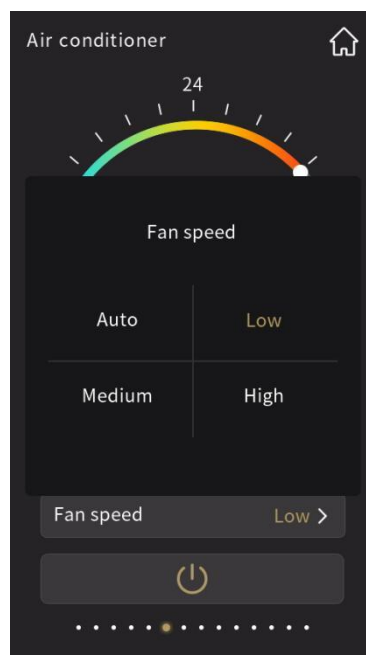 Air conditioner
24
Fan speed
Auto
Low
Medium
High
Fan speed Low